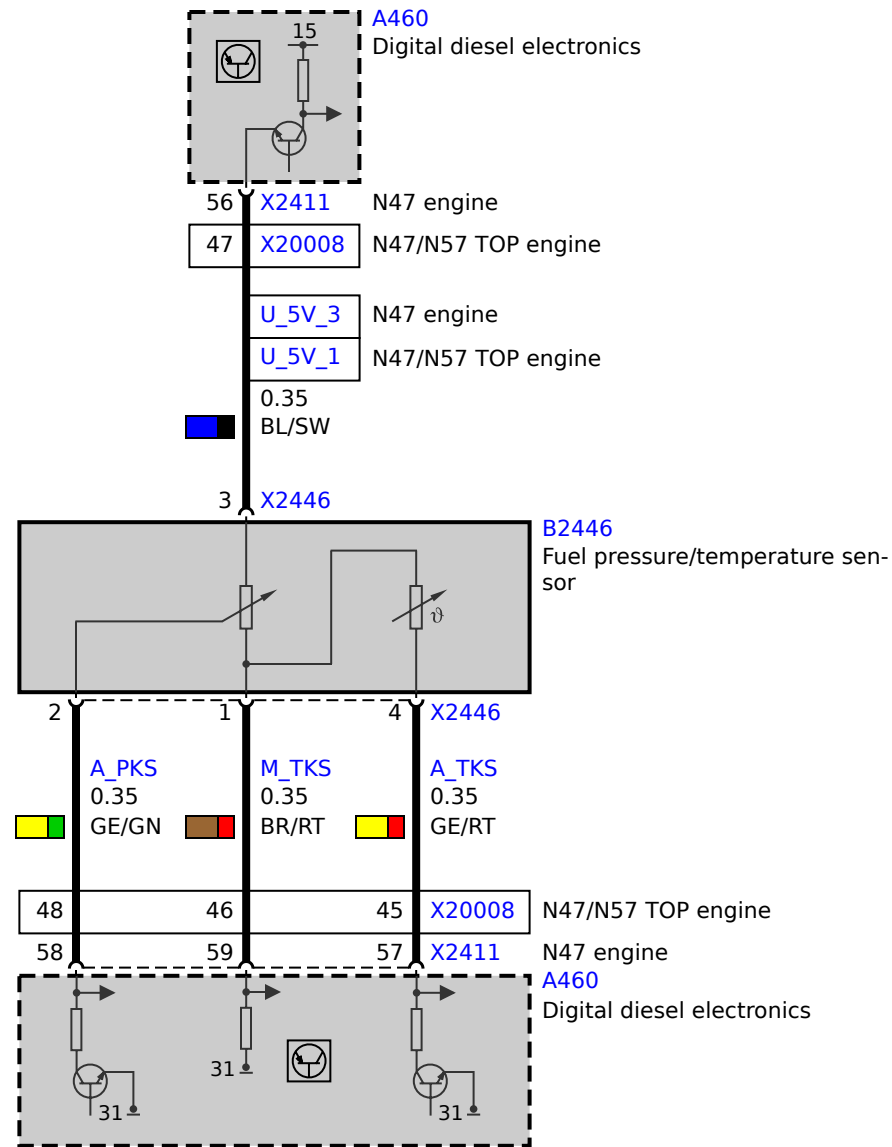 A460
15
Digital diesel electronics
56 X2411 N47 engine
47 X20008 N47/N57 TOP engine
U_5V_3 N47 engine
U_5V_1 N47/N57 TOP engine
0.35
BL/SW
3 X2446
B2446
Fuel pressure/temperature sen-
sor
ϑ
2 1 4 X2446
A_PKS M_TKS A_TKS
0.35 0.35 0.35
GE/GN BR/RT GE/RT
48 46 45 X20008 N47/N57 TOP engine
58 59 57 X2411 N47 engine
A460
Digital diesel electronics
31
31 31